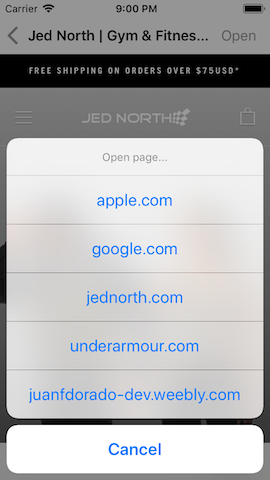 Carrier 9:00 PM
Jed North | Gym & Fitnes... Open
FREE SHIPPING ON ORDERS OVER $75USD*
JED NORTH
Open page...
apple.com
google.com
jednorth.com
underarmour.com
juanfdorado-dev.weebly.com
Cancel